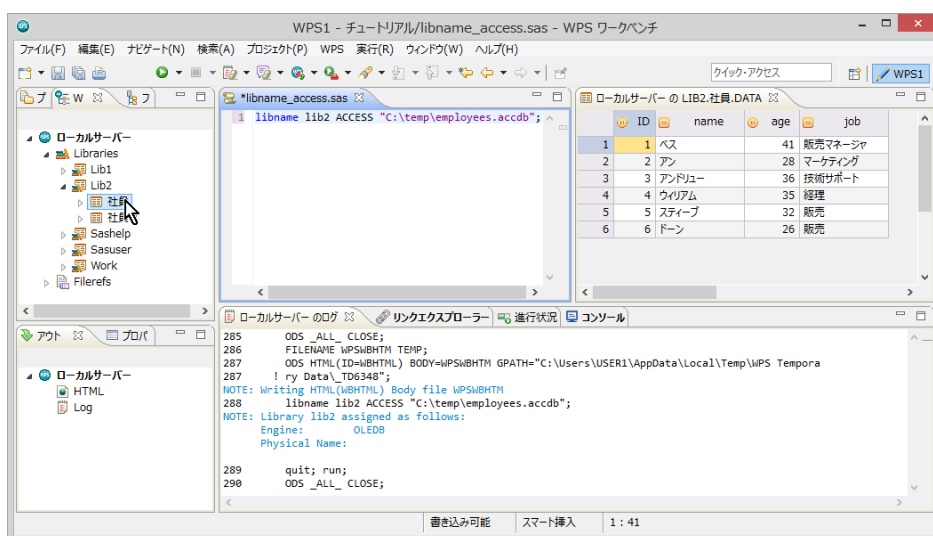 WPS1 - チュートリアル/libname_access.sas - WPS ワークベンチ
ファイル(F) 編集(E) ナビゲート(N) 検索(A) プロジェクト(P) WPS 実行(R) ウィンドウ(W) ヘルプ(H)
クイック・アクセス WPS1
プ W プ
ローカルサーバー
Libraries
Lib1
Lib2
社員
社員
Sashelp
Sasuser
Work
Filerefs
*libname_access.sas
1 libname lib2 ACCESS "C:\temp\employees.accdb";
ローカルサーバー の LIB2.社員.DATA
ID name age job
1 1 ベス 41 販売マネージャ
2 2 アン 28 マーケティング
3 3 アンドリュー 36 技術サポート
4 4 ウィリアム 35 経理
5 5 スティーブ 32 販売
6 6 ドーン 26 販売
アウト プロパ
ローカルサーバー
HTML
Log
ローカルサーバー のログ リンクエクスプローラー 進行状況 コンソール
285 ODS _ALL_ CLOSE;
286 FILENAME WPSWBHTM TEMP;
287 ODS HTML(ID=WBHTML) BODY=WPSWBHTM GPATH="C:\Users\USER1\AppData\Local\Temp\WPS Tempora
287 ! ry Data\_TD6348";
NOTE: Writing HTML(WBHTML) Body file WPSWBHTM
288 libname lib2 ACCESS "C:\temp\employees.accdb";
NOTE: Library lib2 assigned as follows:
Engine: OLEDB
Physical Name:
289 quit; run;
290 ODS _ALL_ CLOSE;
書き込み可能 スマート挿入 1 : 41